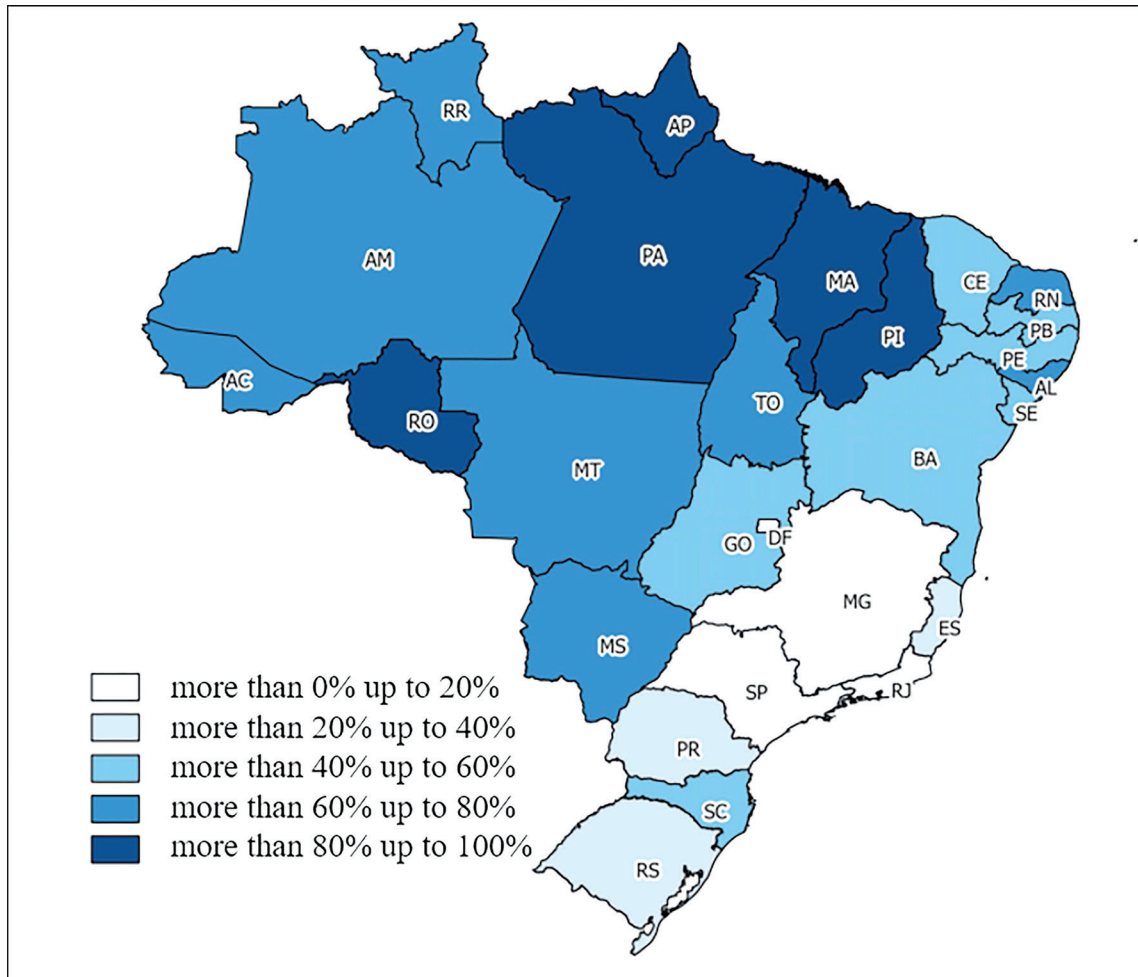 RR
AP
AM
PA
MA
CE
RN
PI
PB
PE
AC
AL
TO
SE
RO
BA
MT
GO
DF
MG
ES
MS
SP
RJ
PR
SC
RS
more than 0% up to 20%
more than 20% up to 40%
more than 40% up to 60%
more than 60% up to 80%
more than 80% up to 100%